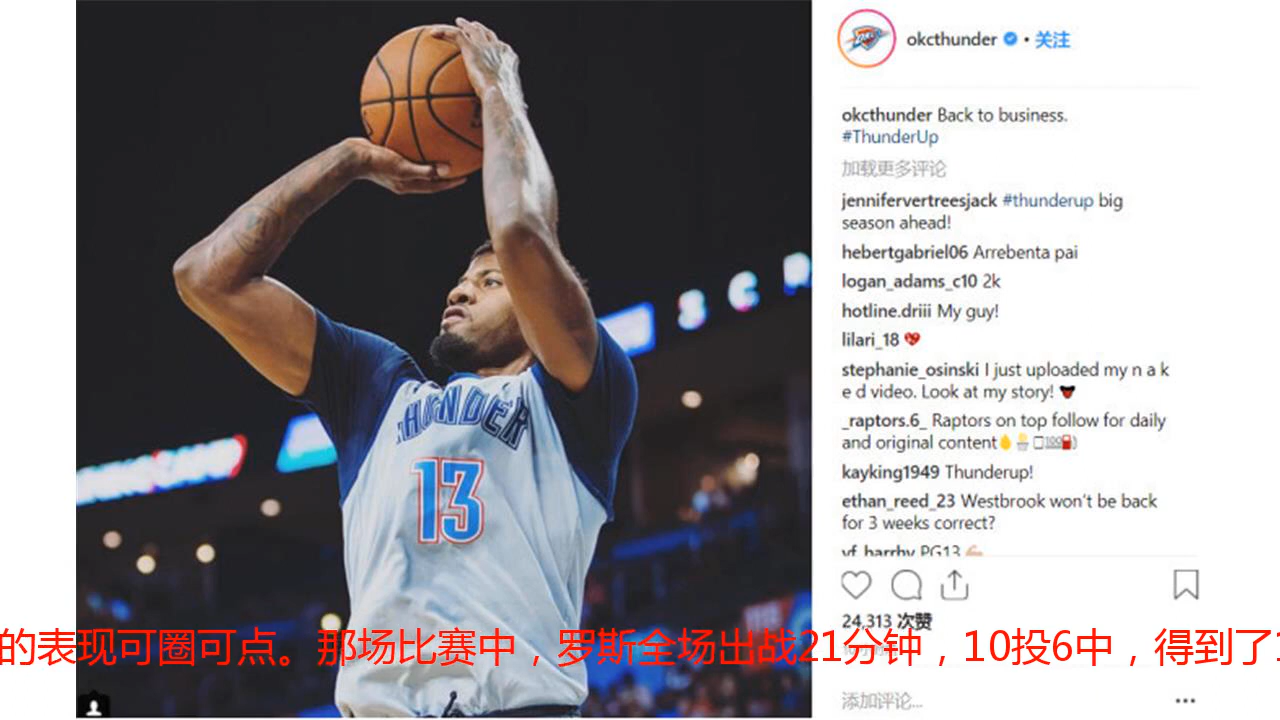 okcthunder • 关注
okcthunder Back to business.
#ThunderUp
加载更多评论
jennifervertreesjack #thunderup big
season ahead!
hebertgabriel06 Arrebenta pai
logan_adams_c10 2k
hotline.driii My guy!
lilari_18
stephanie_osinski I just uploaded my n a k
e d video. Look at my story!
_raptors.6_ Raptors on top follow for daily
and original content
kayking1949 Thunderup!
ethan_reed_23 Westbrook won't be back
for 3 weeks correct?
yf_harrhy PG13
24,313 次赞
的表现可圈可点。那场比赛中，罗斯全场出战21分钟，10投6中，得到了1
添加评论...
THUNDER
13
S C